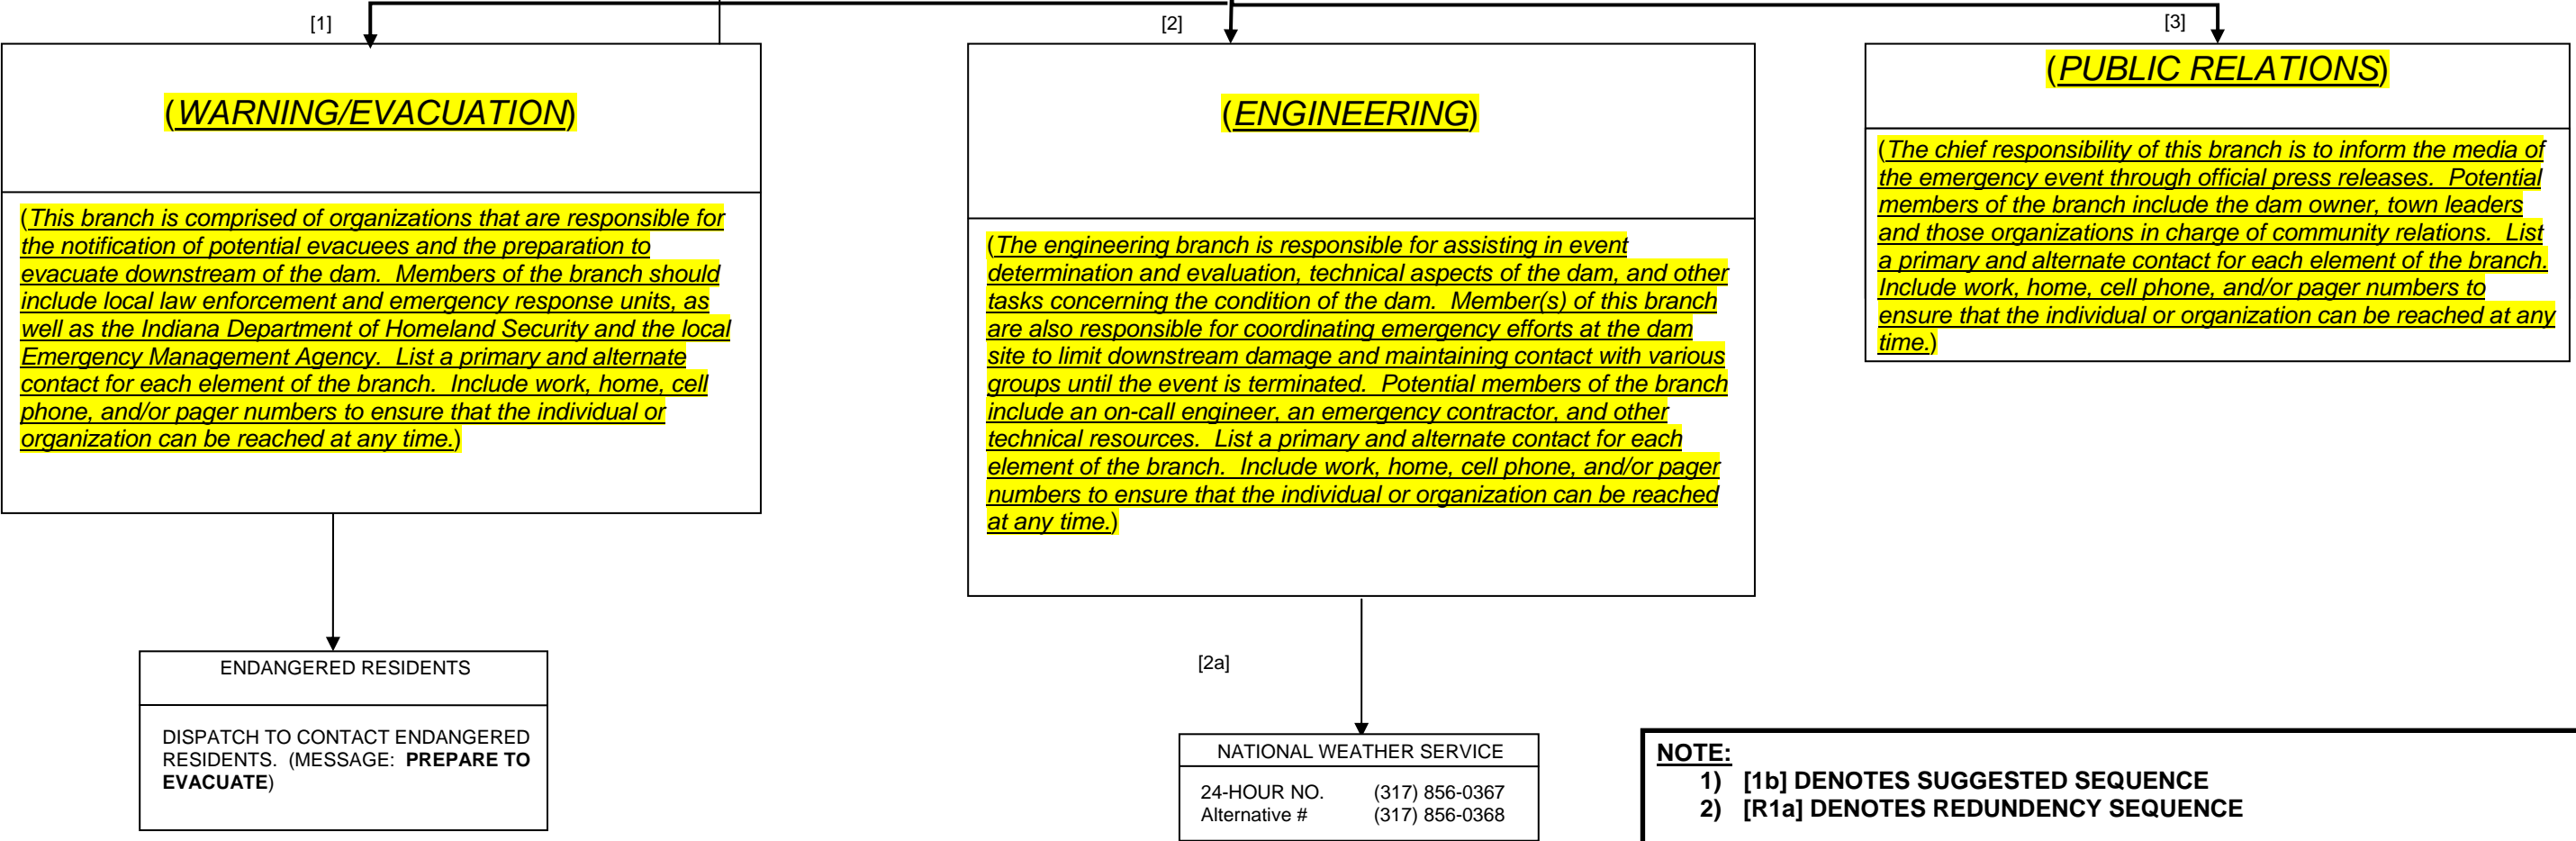 [1]
[2]
[3]
(WARNING/EVACUATION)
(This branch is comprised of organizations that are responsible for
the notification of potential evacuees and the preparation to
evacuate downstream of the dam.  Members of the branch should
include local law enforcement and emergency response units, as
well as the Indiana Department of Homeland Security and the local
Emergency Management Agency.  List a primary and alternate
contact for each element of the branch.  Include work, home, cell
phone, and/or pager numbers to ensure that the individual or
organization can be reached at any time.)
ENDANGERED RESIDENTS
DISPATCH TO CONTACT ENDANGERED
RESIDENTS. (MESSAGE: PREPARE TO
EVACUATE)
(ENGINEERING)
(The engineering branch is responsible for assisting in event
determination and evaluation, technical aspects of the dam, and other
tasks concerning the condition of the dam.  Member(s) of this branch
are also responsible for coordinating emergency efforts at the dam
site to limit downstream damage and maintaining contact with various
groups until the event is terminated.  Potential members of the branch
include an on-call engineer, an emergency contractor, and other
technical resources.  List a primary and alternate contact for each
element of the branch.  Include work, home, cell phone, and/or pager
numbers to ensure that the individual or organization can be reached
at any time.)
[2a]
NATIONAL WEATHER SERVICE
24-HOUR NO. (317) 856-0367
Alternative # (317) 856-0368
(PUBLIC RELATIONS)
(The chief responsibility of this branch is to inform the media of
the emergency event through official press releases.  Potential
members of the branch include the dam owner, town leaders
and those organizations in charge of community relations.  List
a primary and alternate contact for each element of the branch.
Include work, home, cell phone, and/or pager numbers to
ensure that the individual or organization can be reached at any
time.)
NOTE:
1) [1b] DENOTES SUGGESTED SEQUENCE
2) [R1a] DENOTES REDUNDENCY SEQUENCE